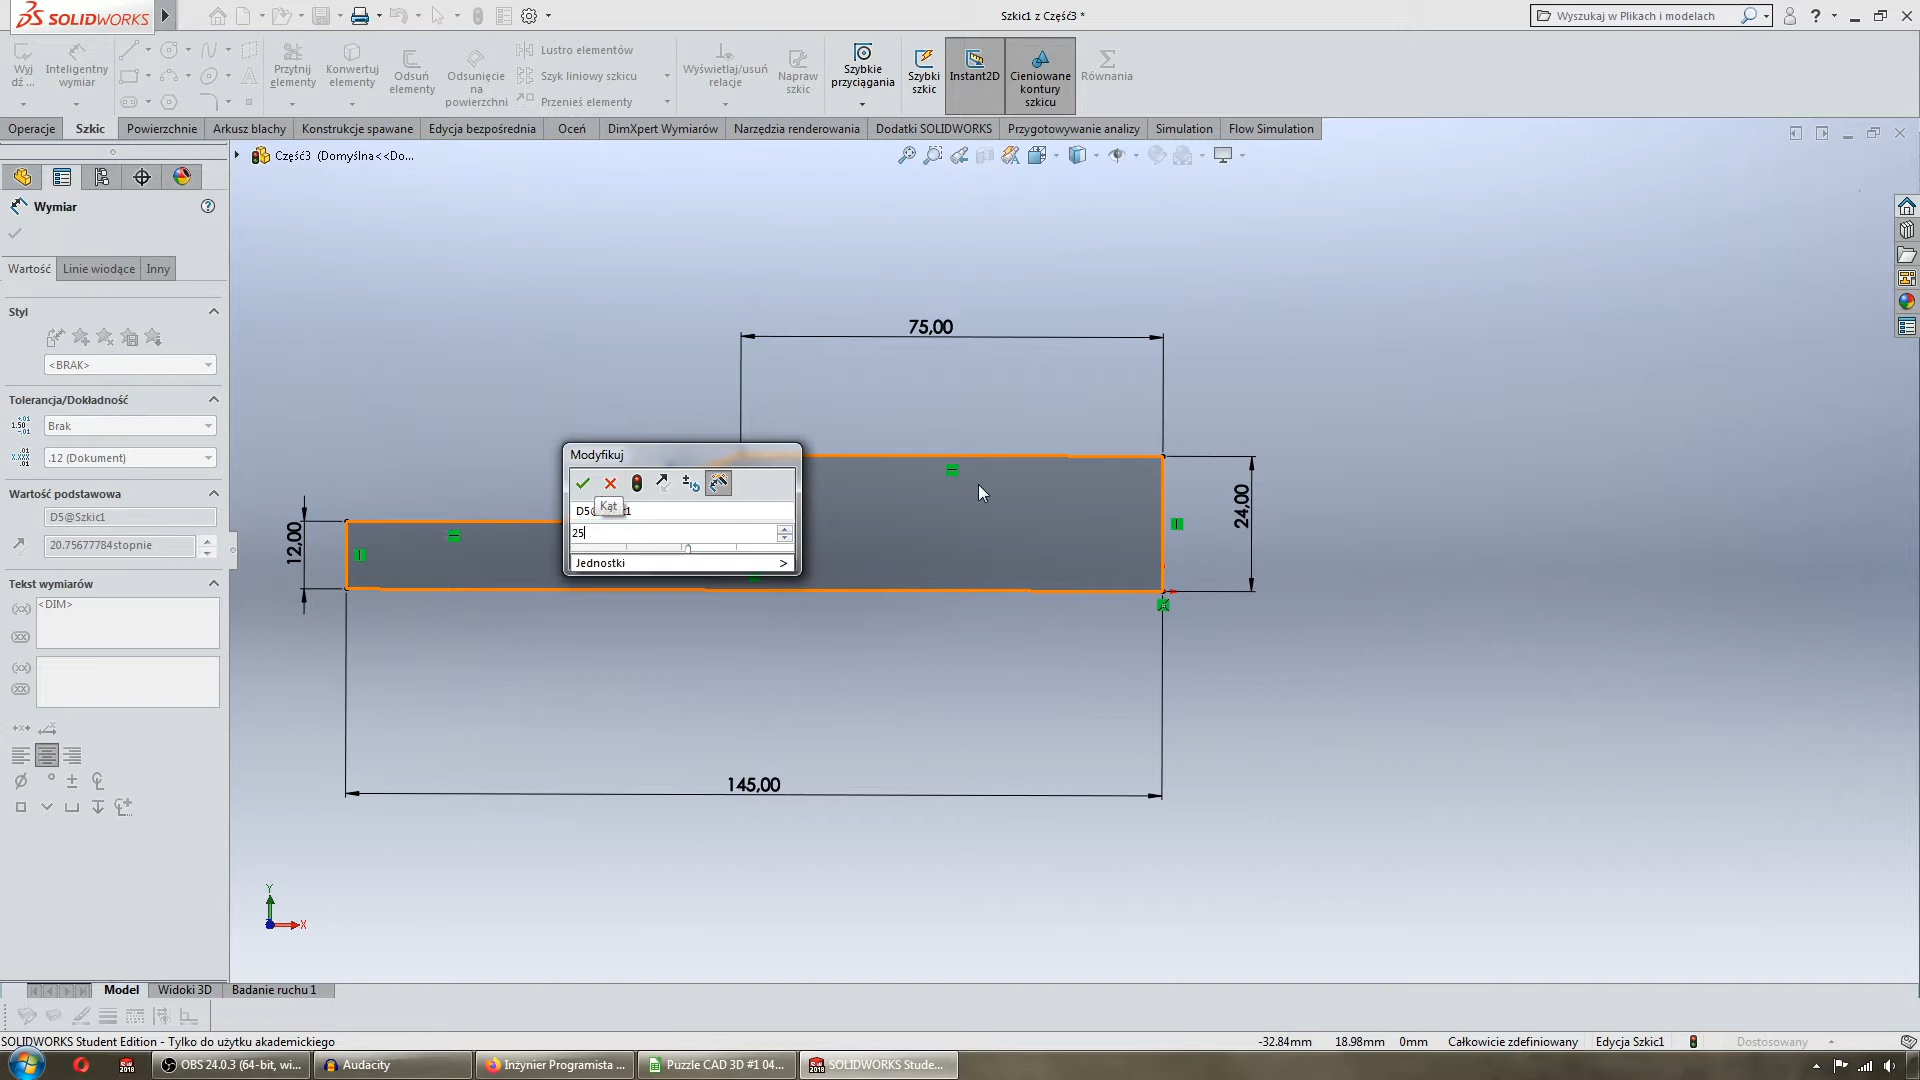 SOLIDWORKS
Szkic1 z Część3 *
Wyszukaj w Plikach i modelach
Wyj dź ...
Inteligentny wymiar
Przytnij elementy
Konwertuj elementy
Odsuń elementy
Odsunięcie na powierzchni
Lustro elementów
Szyk liniowy szkicu
Przenieś elementy
Wyświetlaj/usuń relacje
Napraw szkic
Szybkie przyciągania
Szybki szkic
Instant2D
Cieniowane kontury szkicu
Równania
Operacje
Szkic
Powierzchnie
Arkusz blachy
Konstrukcje spawane
Edycja bezpośrednia
Oceń
DimXpert Wymiarów
Narzędzia renderowania
Dodatki SOLIDWORKS
Przygotowywanie analizy
Simulation
Flow Simulation
Część3 (Domyślna<<Do...
Wymiar
Wartość
Linie wiodące
Inny
Styl
<BRAK>
Tolerancja/Dokładność
Brak
.12 (Dokument)
Wartość podstawowa
D5@Szkic1
20.75677784stopnie
Tekst wymiarów
<DIM>
75,00
24,00
12,00
145,00
Modyfikuj
Kąt
25
Jednostki >
Y
X
Model
Widoki 3D
Badanie ruchu 1
SOLIDWORKS Student Edition - Tylko do użytku akademickiego
-32.84mm
18.98mm
0mm
Całkowicie zdefiniowany
Edycja Szkic1
Dostosowany
OBS 24.0.3 (64-bit, wi...
Audacity
Inżynier Programista ...
Puzzle CAD 3D #1 04...
SOLIDWORKS Stude...